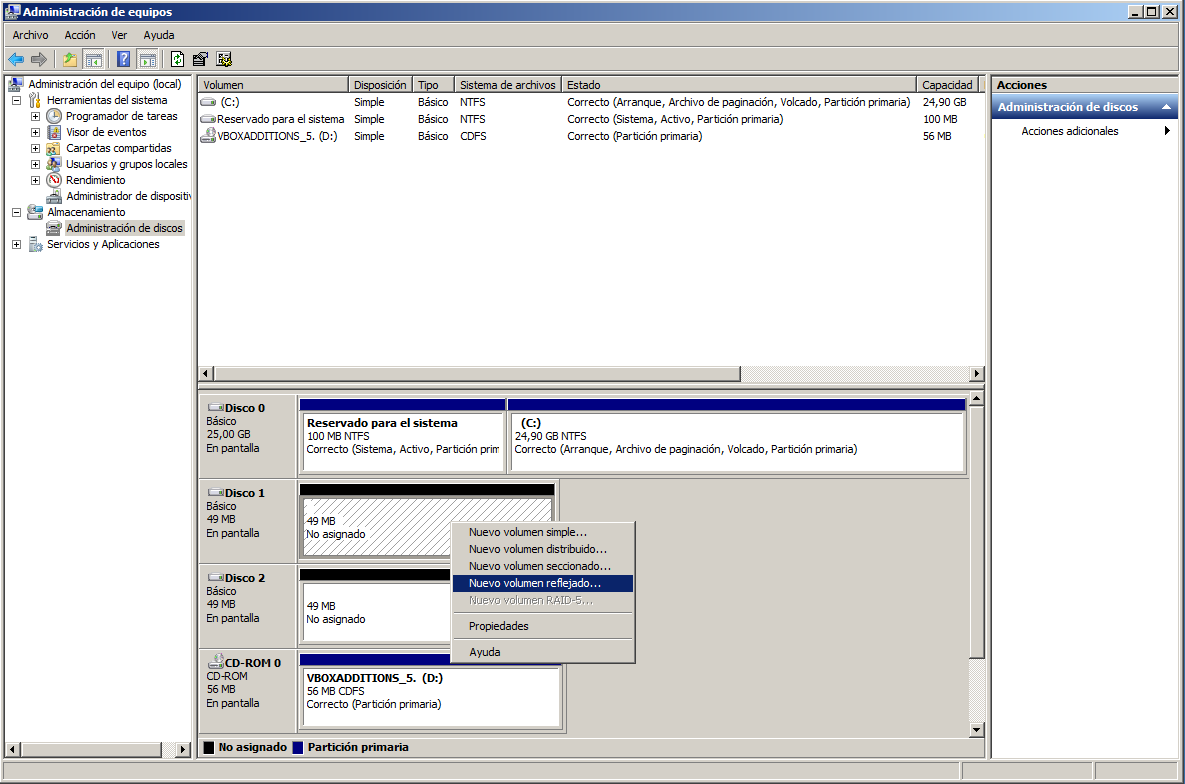 Administración de equipos
Archivo Acción Ver Ayuda
Administración del equipo (local)
Herramientas del sistema
Programador de tareas
Visor de eventos
Carpetas compartidas
Usuarios y grupos locales
Rendimiento
Administrador de dispositiv
Almacenamiento
Administración de discos
Servicios y Aplicaciones
Volumen Disposición Tipo Sistema de archivos Estado Capacidad
(C:) Simple Básico NTFS Correcto (Arranque, Archivo de paginación, Volcado, Partición primaria) 24,90 GB
Reservado para el sistema Simple Básico NTFS Correcto (Sistema, Activo, Partición primaria) 100 MB
VBOXADDITIONS_5. (D:) Simple Básico CDFS Correcto (Partición primaria) 56 MB
Disco 0
Básico
25,00 GB
En pantalla
Reservado para el sistema
100 MB NTFS
Correcto (Sistema, Activo, Partición prim
(C:)
24,90 GB NTFS
Correcto (Arranque, Archivo de paginación, Volcado, Partición primaria)
Disco 1
Básico
49 MB
En pantalla
49 MB
No asignado
Disco 2
Básico
49 MB
En pantalla
49 MB
No asignado
CD-ROM 0
CD-ROM
56 MB
En pantalla
VBOXADDITIONS_5. (D:)
56 MB CDFS
Correcto (Partición primaria)
Nuevo volumen simple...
Nuevo volumen distribuido...
Nuevo volumen seccionado...
Nuevo volumen reflejado...
Nuevo volumen RAID-5...
Propiedades
Ayuda
No asignado Partición primaria
Acciones
Administración de discos
Acciones adicionales